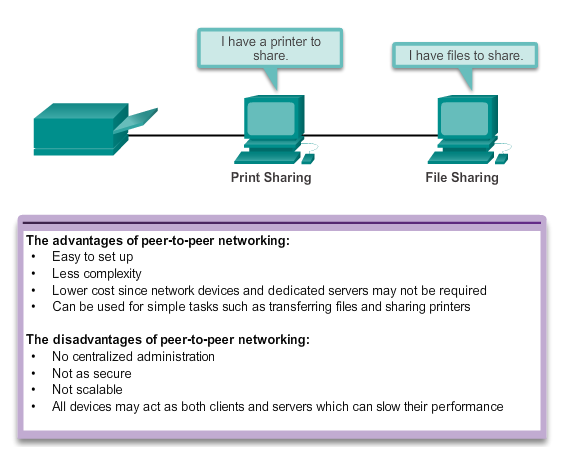 I have a printer to
share.
I have files to share.
Print Sharing
File Sharing
The advantages of peer-to-peer networking:
• Easy to set up
• Less complexity
• Lower cost since network devices and dedicated servers may not be required
• Can be used for simple tasks such as transferring files and sharing printers
The disadvantages of peer-to-peer networking:
• No centralized administration
• Not as secure
• Not scalable
• All devices may act as both clients and servers which can slow their performance